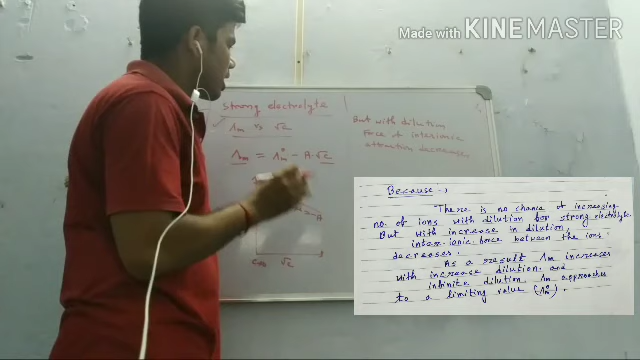 Made with KINEMASTER
strong electrolyte
Λm vs √c
Λm = Λm° - A √c
But with dilution
Force of interionic
attraction decreases
c→0 √c
Because,
There is no chance of increasing
no. of ions with dilution for strong electrolyte.
But with increase in dilution,
inter-ionic force between the ions
decreases.
As a result Λm increases
with increase dilution and
infinite dilution Λm approaches
to a limiting value (Λm°).